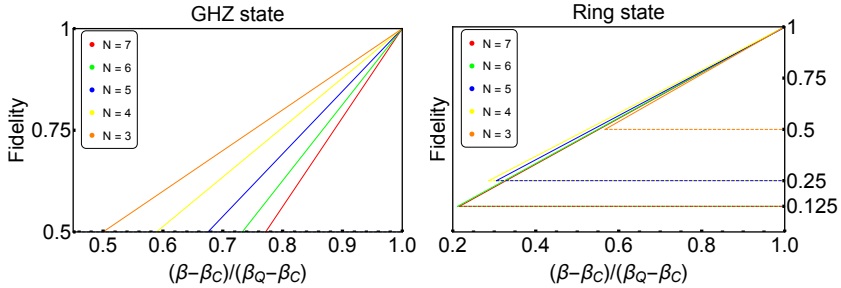 GHZ state
1
N = 7
N = 6
N = 5
N = 4
N = 3
Fidelity
0.75
0.5
0.5 0.6 0.7 0.8 0.9 1.0
(β-βC)/(βQ-βC)
Ring state
1
N = 7
N = 6
N = 5
N = 4
N = 3
Fidelity
0.75
0.5
0.25
0.125
0.2 0.4 0.6 0.8 1.0
(β-βC)/(βQ-βC)